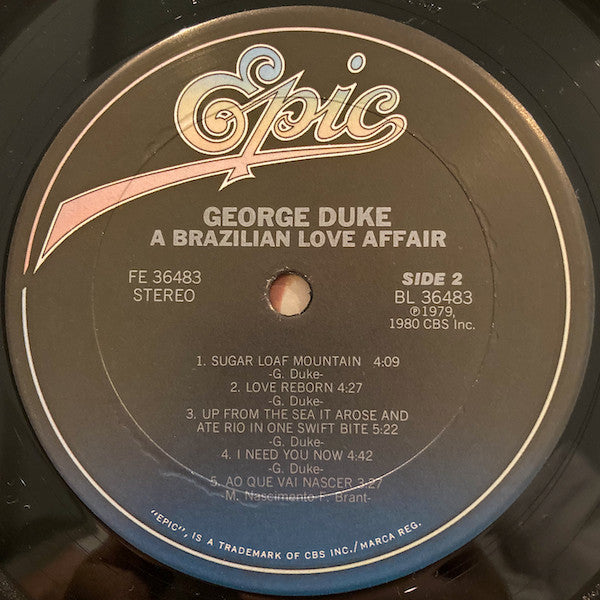 Epic
GEORGE DUKE
A BRAZILIAN LOVE AFFAIR
FE 36483
STEREO
SIDE 2
BL 36483
Ⓟ1979,
1980 CBS Inc.
1. SUGAR LOAF MOUNTAIN 4:09
-G. Duke-
2. LOVE REBORN 4:27
-G. Duke-
3. UP FROM THE SEA IT AROSE AND
ATE RIO IN ONE SWIFT BITE 5:22
-G. Duke-
4. I NEED YOU NOW 4:42
-G. Duke-
5. AO QUE VAI NASCER 3:27
M. Nascimento-F. Brant-
"EPIC", IS A TRADEMARK OF CBS INC./MARCA REG.